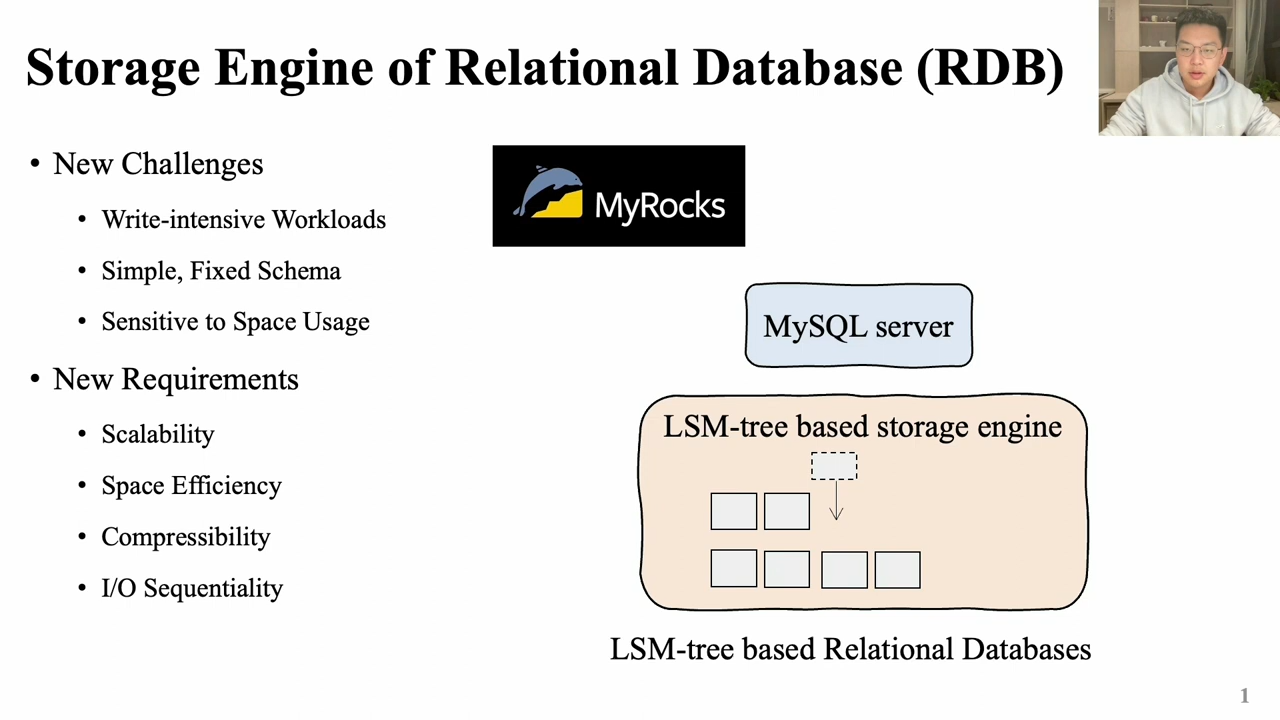 Storage Engine of Relational Database (RDB)
• New Challenges
• Write-intensive Workloads
• Simple, Fixed Schema
• Sensitive to Space Usage
• New Requirements
• Scalability
• Space Efficiency
• Compressibility
• I/O Sequentiality
MyRocks
MySQL server
LSM-tree based storage engine
LSM-tree based Relational Databases
1